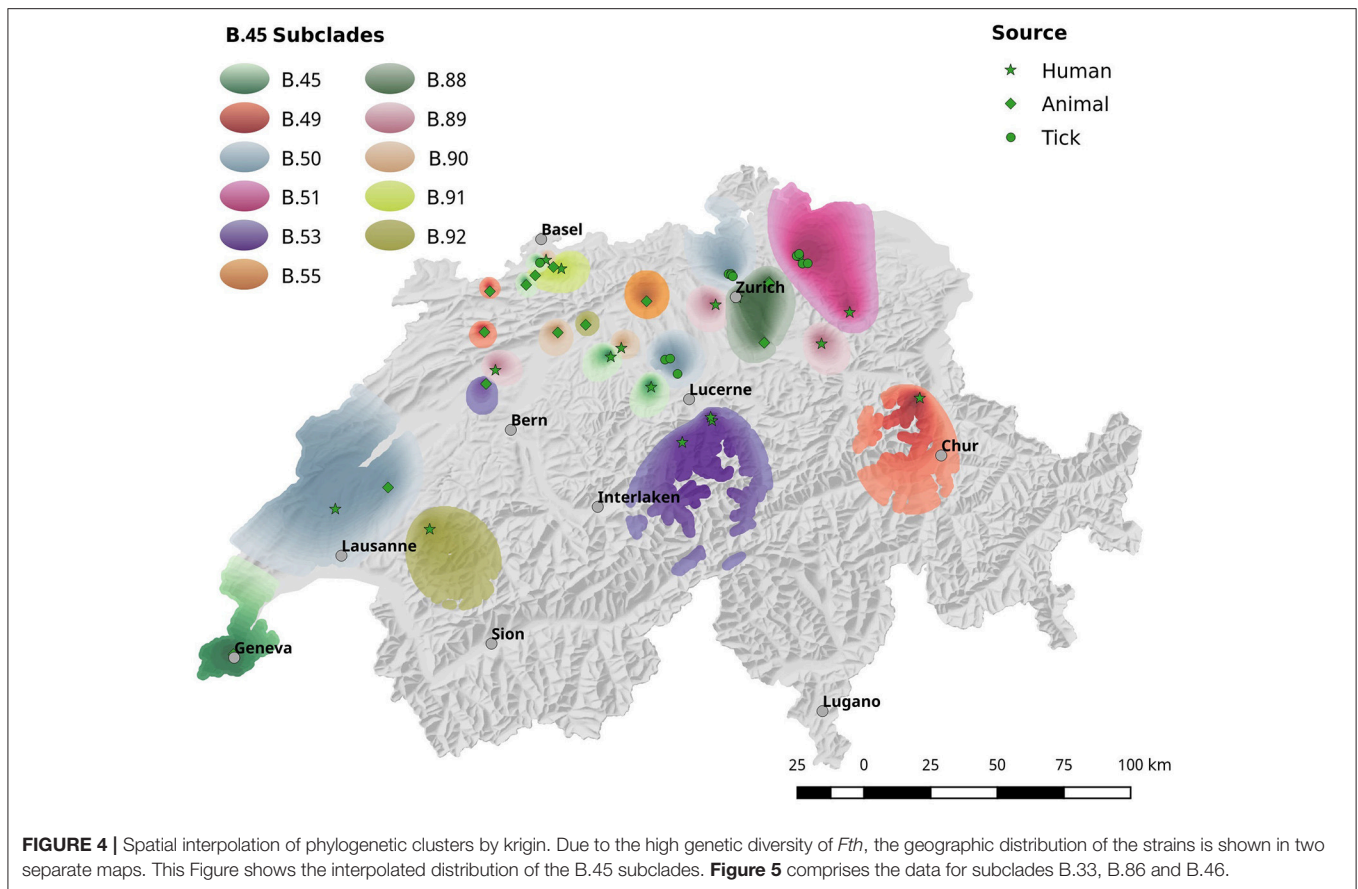 B.45 Subclades
B.45
B.49
B.50
B.51
B.53
B.55
B.88
B.89
B.90
B.91
B.92
Source
Human
Animal
Tick
Basel
Zurich
Lucerne
Bern
Chur
Interlaken
Lausanne
Sion
Geneva
Lugano
25 0 25 50 75 100 km
FIGURE 4 | Spatial interpolation of phylogenetic clusters by krigin. Due to the high genetic diversity of Fth, the geographic distribution of the strains is shown in two
separate maps. This Figure shows the interpolated distribution of the B.45 subclades. Figure 5 comprises the data for subclades B.33, B.86 and B.46.